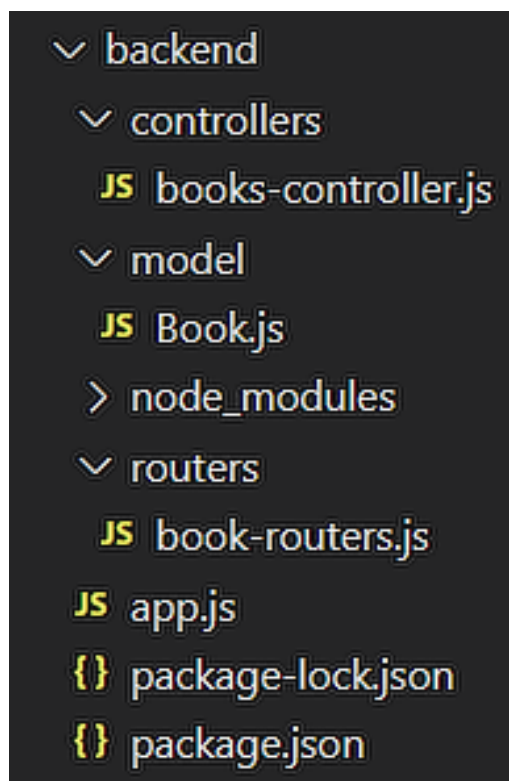 backend
controllers
JS books-controller.js
model
JS Book.js
node_modules
routers
JS book-routers.js
JS app.js
{} package-lock.json
{} package.json